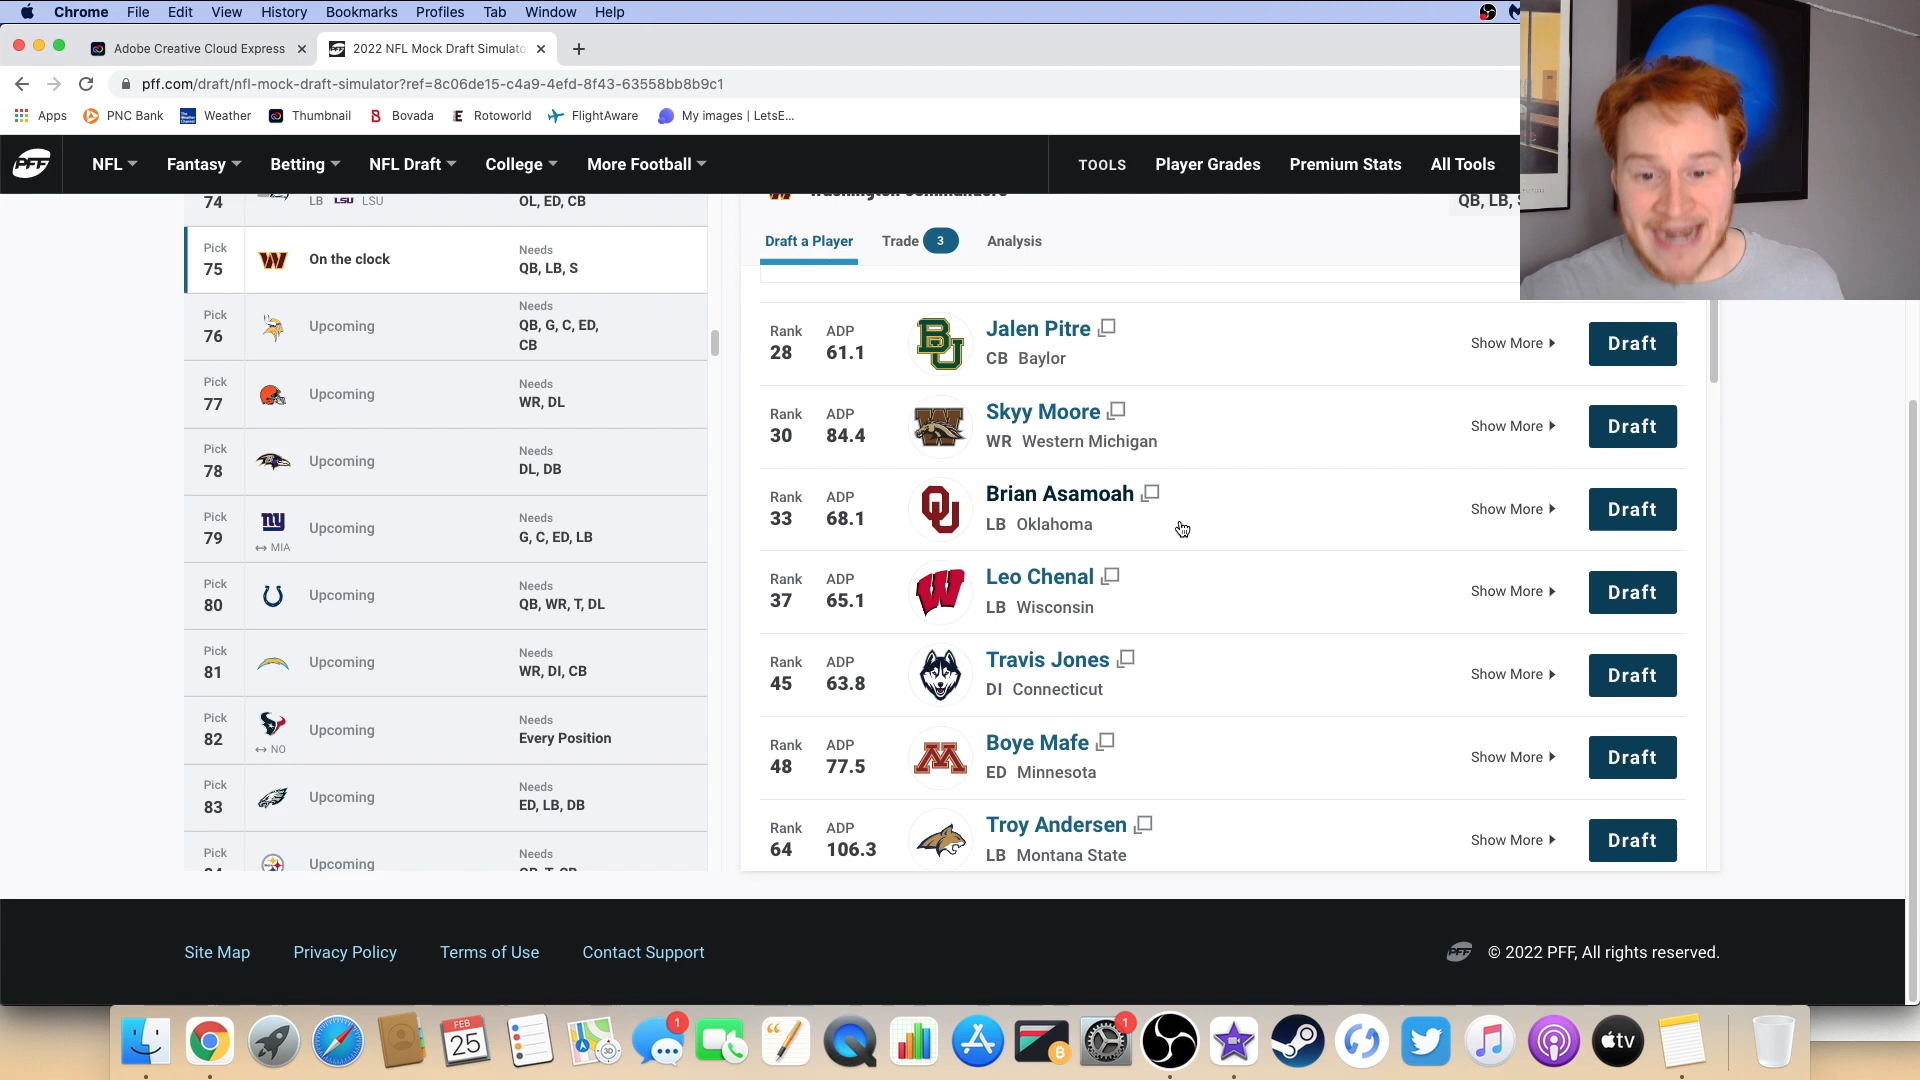 Chrome File Edit View History Bookmarks Profiles Tab Window Help
Adobe Creative Cloud Express
2022 NFL Mock Draft Simulato
pff.com/draft/nfl-mock-draft-simulator?ref=8c06de15-c4a9-4efd-8f43-63558bb8b9c1
Apps PNC Bank Weather Thumbnail Bovada Rotoworld FlightAware My images | LetsE...
PFF NFL Fantasy Betting NFL Draft College More Football TOOLS Player Grades Premium Stats All Tools
74 LB LSU LSU OL, ED, CB
Washington Commanders
QB, LB,
Draft a Player Trade 3 Analysis
Pick 75 On the clock Needs QB, LB, S
Pick 76 Upcoming Needs QB, G, C, ED, CB
Pick 77 Upcoming Needs WR, DL
Pick 78 Upcoming Needs DL, DB
Pick 79 MIA Upcoming Needs G, C, ED, LB
Pick 80 Upcoming Needs QB, WR, T, DL
Pick 81 Upcoming Needs WR, DI, CB
Pick 82 NO Upcoming Needs Every Position
Pick 83 Upcoming Needs ED, LB, DB
Pick Upcoming Needs
Rank 28 ADP 61.1 Jalen Pitre CB Baylor Show More Draft
Rank 30 ADP 84.4 Skyy Moore WR Western Michigan Show More Draft
Rank 33 ADP 68.1 Brian Asamoah LB Oklahoma Show More Draft
Rank 37 ADP 65.1 Leo Chenal LB Wisconsin Show More Draft
Rank 45 ADP 63.8 Travis Jones DI Connecticut Show More Draft
Rank 48 ADP 77.5 Boye Mafe ED Minnesota Show More Draft
Rank 64 ADP 106.3 Troy Andersen LB Montana State Show More Draft
Site Map Privacy Policy Terms of Use Contact Support
PFF © 2022 PFF, All rights reserved.
FEB 25
1
3D
1
tv